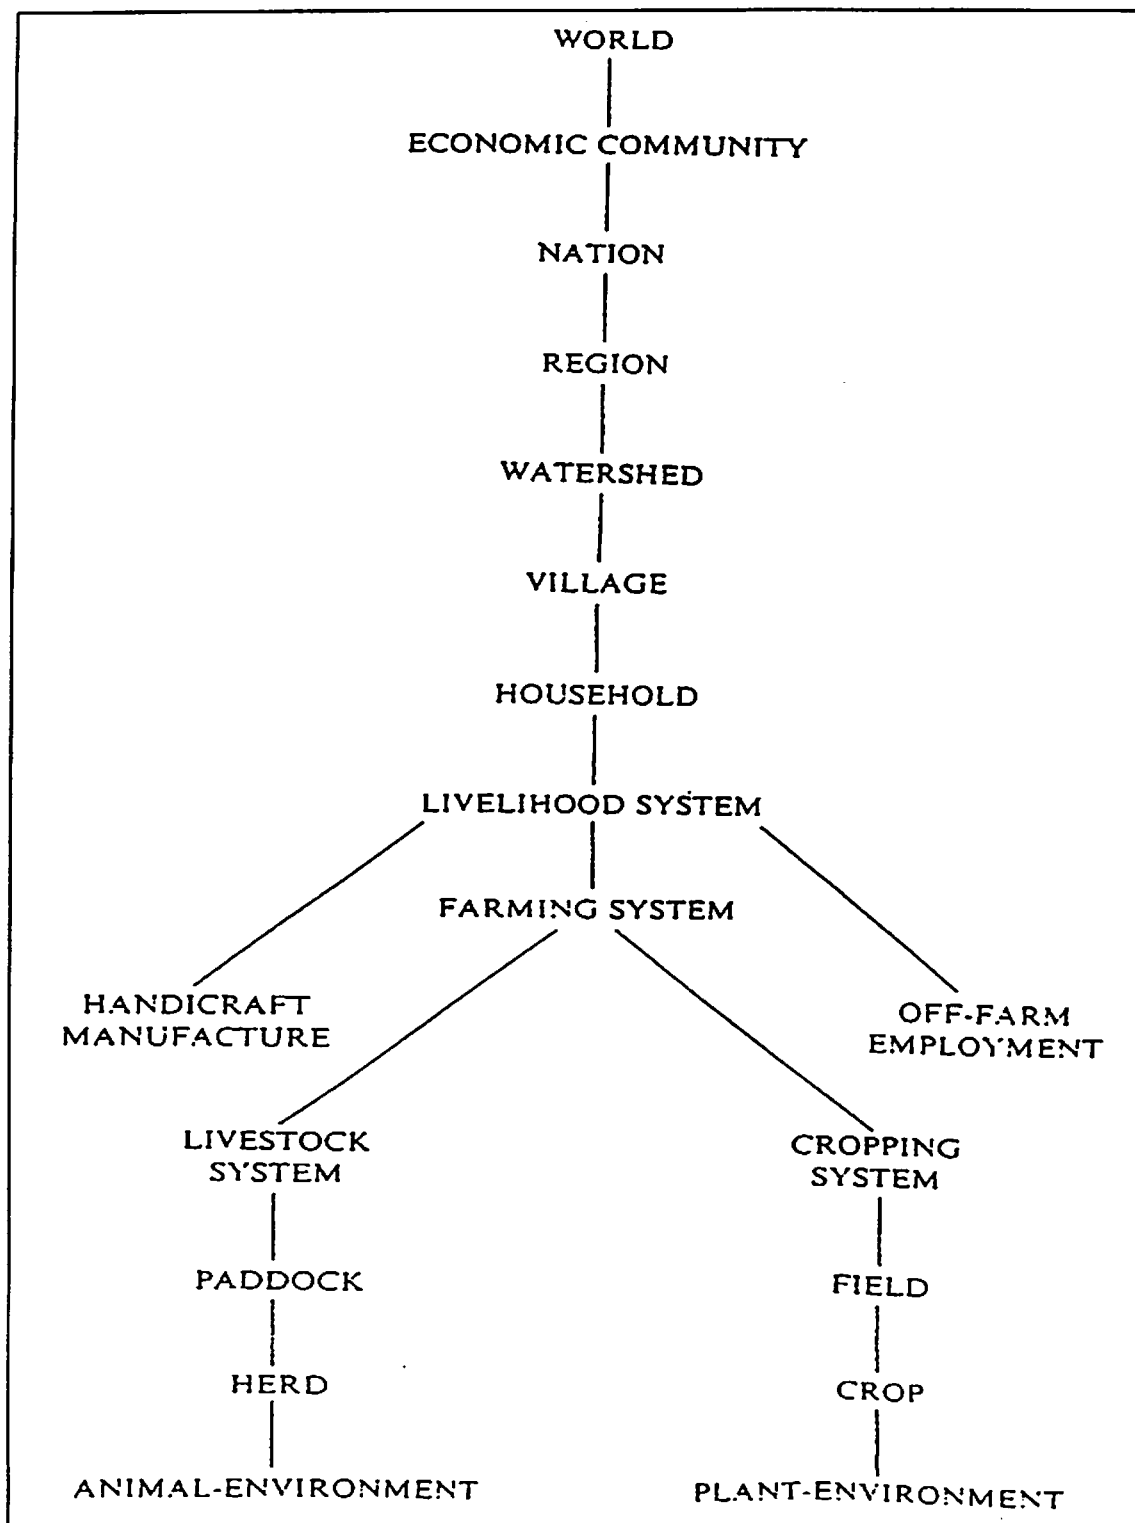 WORLD
ECONOMIC COMMUNITY
NATION
REGION
WATERSHED
VILLAGE
HOUSEHOLD
LIVELIHOOD SYSTEM
FARMING SYSTEM
HANDICRAFT
MANUFACTURE
OFF-FARM
EMPLOYMENT
LIVESTOCK
SYSTEM
CROPPING
SYSTEM
PADDOCK
FIELD
HERD
CROP
ANIMAL-ENVIRONMENT
PLANT-ENVIRONMENT